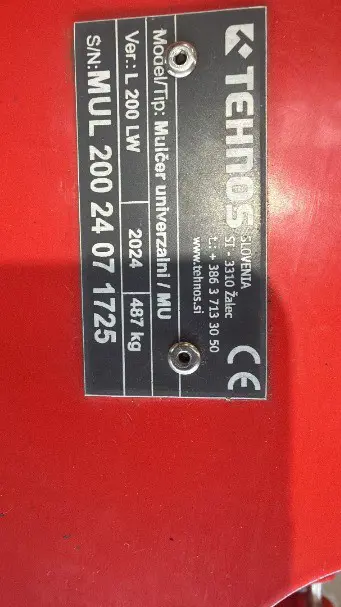 TEHNOS
SLOVENIA
SI - 3310 Žalec
t.: + 386 3 713 30 50
www.tehnos.si
CE
Model/Tip: Mulčer univerzalni / MU
Ver.: L 200 LW 2024 487 kg
S/N: MUL 200 24 07 1725